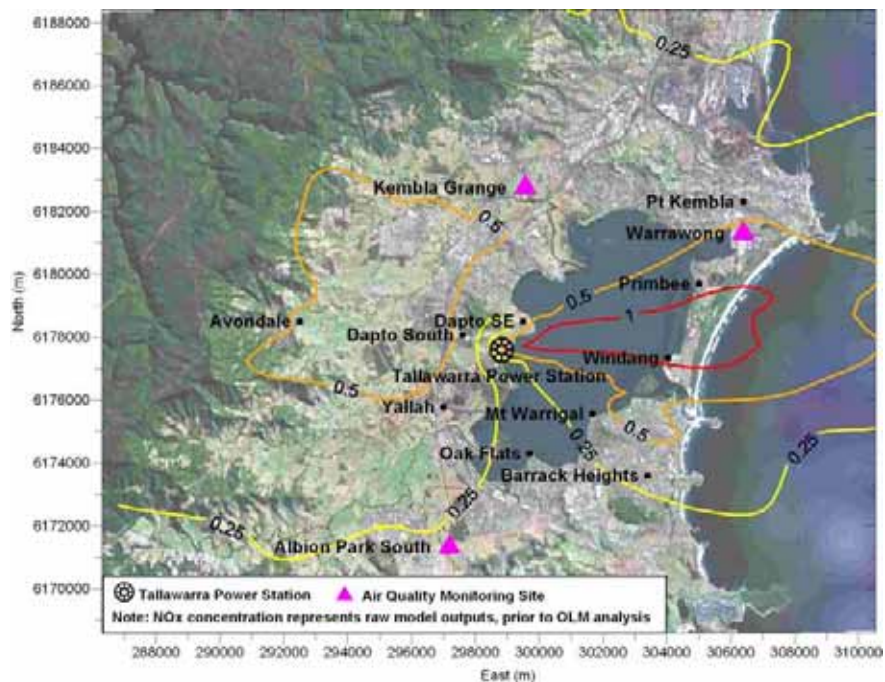 6188000
6186000
6184000
6182000
6180000
6178000
6176000
6174000
6172000
6170000
North (m)
0.25
Kembla Grange
Pt Kembla
0.5
Warrawong
Primbee
0.5
1
Avondale
Dapto SE
Dapto South
Windang
Tallawarra Power Station
0.5
Yallah
Mt Warrigal
0.5
0.25
0.25
Oak Flats
Barrack Heights
0.25
0.25
Albion Park South
Tallawarra Power Station
Air Quality Monitoring Site
Note: NOx concentration represents raw model outputs, prior to OLM analysis
288000 290000 292000 294000 296000 298000 300000 302000 304000 306000 308000 310000
East (m)